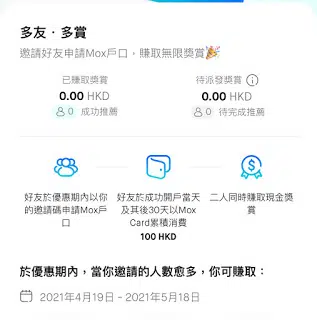 多友．多賞
邀請好友申請Mox戶口，賺取無限獎賞
已賺取獎賞
待派發獎賞
0.00 HKD
0.00 HKD
0 成功推薦
0 待完成推薦
好友於優惠期內以你
的邀請碼申請Mox戶
口
好友於成功開戶當天
及其後30天以Mox
Card累積消費
100 HKD
二人同時賺取現金獎
賞
於優惠期內，當你邀請的人數愈多，你可賺取：
2021年4月19日 - 2021年5月18日